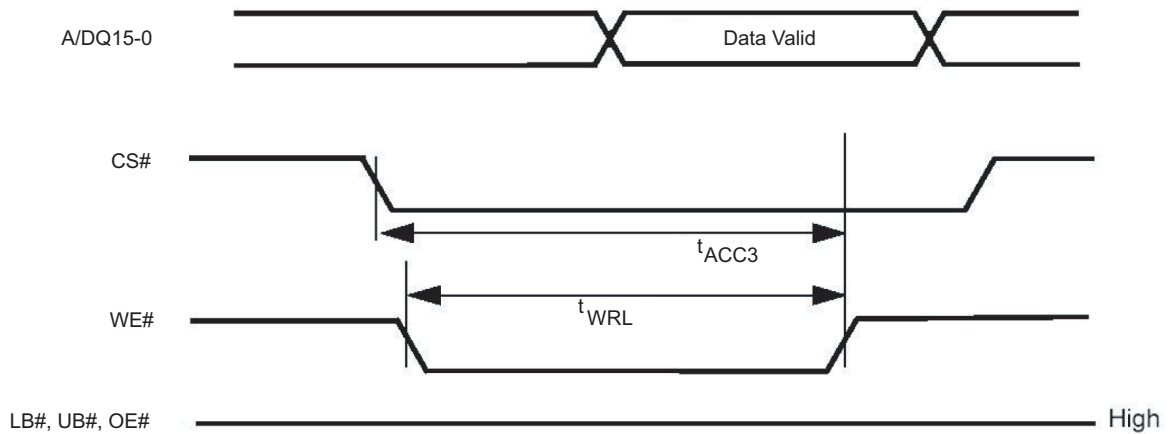 A/DQ15-0
Data Valid
CS#
tACC3
tWRL
WE#
LB#, UB#, OE#
High